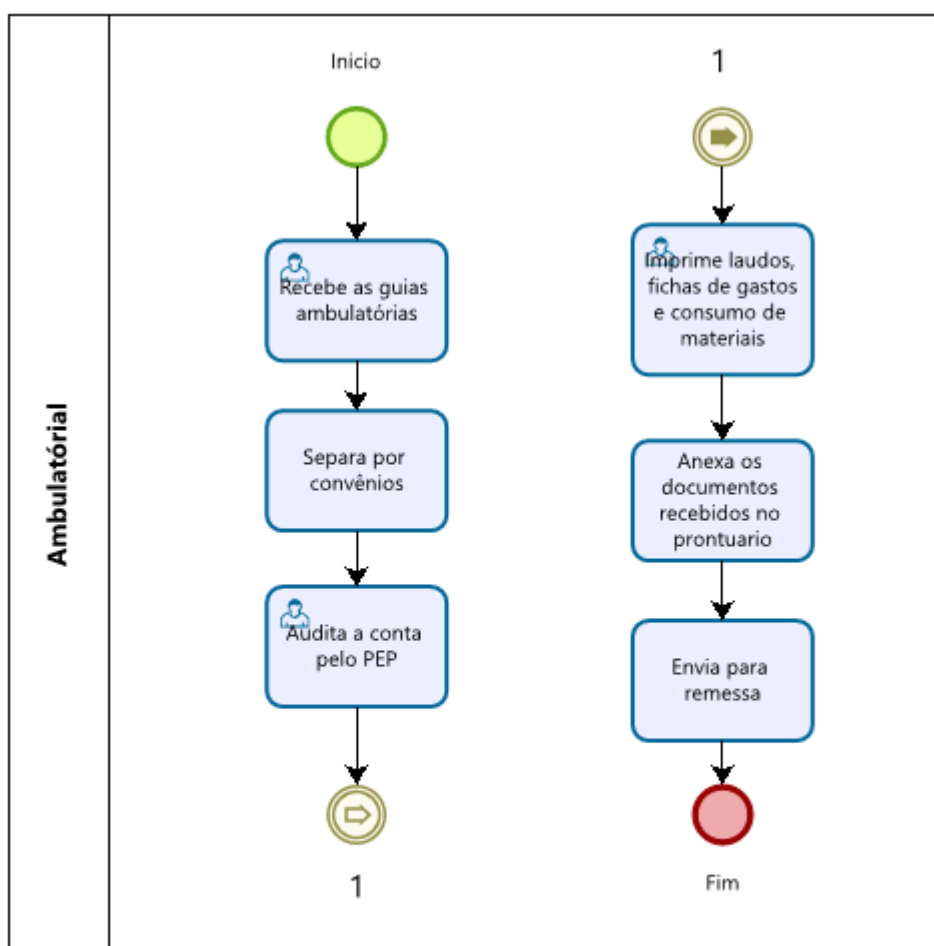 Ambulatórial
Inicio
Recebe as guias
ambulatórias
Separa por
convênios
Audita a conta
pelo PEP
1
1
Imprime laudos,
fichas de gastos
e consumo de
materiais
Anexa os
documentos
recebidos no
prontuario
Envia para
remessa
Fim